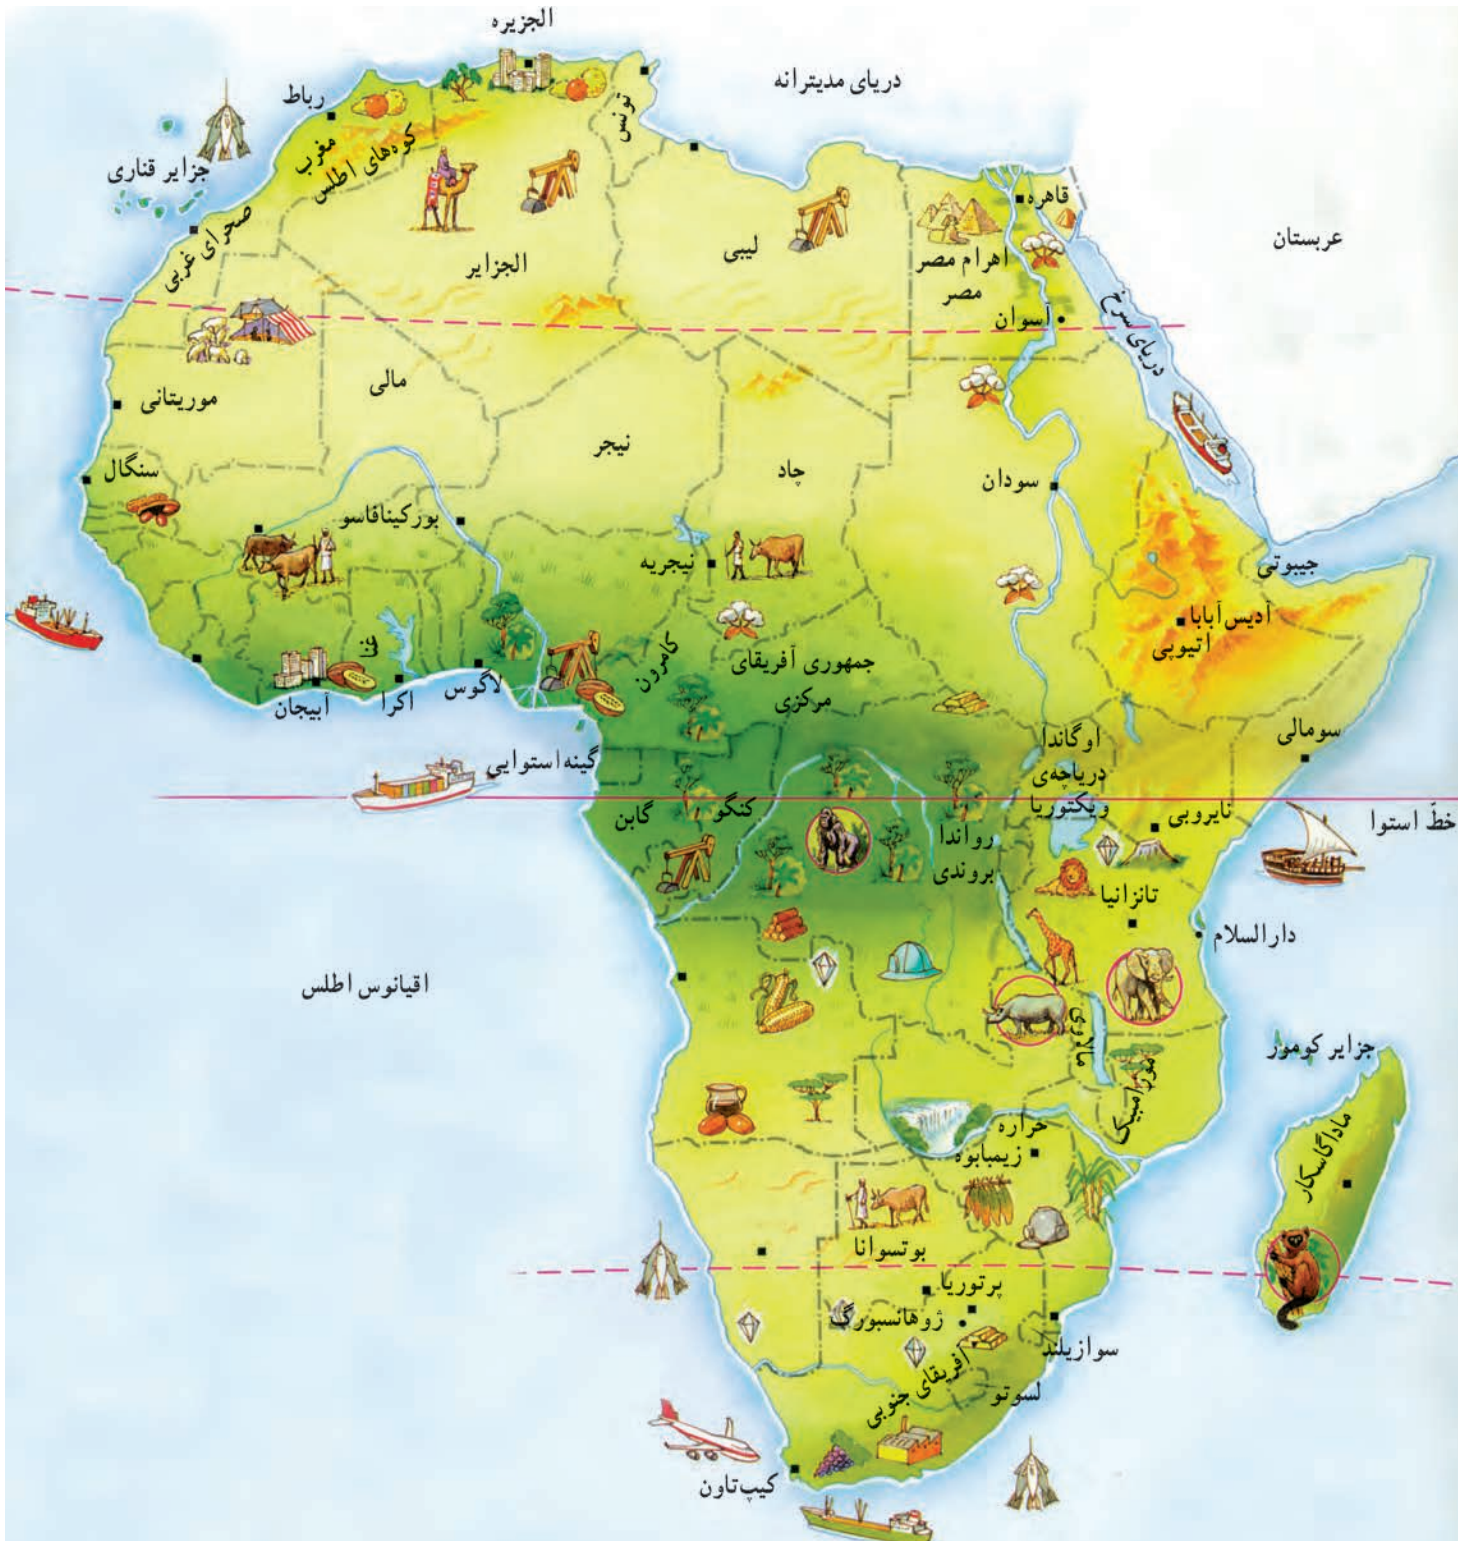 الجزیره
دریای مدیترانه
رباط
تونس
مغرب
کوه‌های اطلس
جزایر قناری
صحرای غربی
قاهره
عربستان
لیبی
الجزایر
اهرام مصر
مصر
آسوان
دریای سرخ
مالی
موریتانی
نیجر
چاد
سودان
سنگال
بورکینافاسو
نیجریه
جیبوتی
آدیس‌آبابا
اتیوپی
غنا
کامرون
جمهوری آفریقای
مرکزی
لاگوس
اکرا
آبیجان
سومالی
اوگاندا
دریاچه‌ی
ویکتوریا
گینه استوایی
نایروبی
خطّ استوا
گابن
کنگو
رواندا
بروندی
تانزانیا
دارالسلام
اقیانوس اطلس
مالاوی
جزایر کومور
موزامبیک
ماداگاسکار
حراره
زیمبابوه
بوتسوانا
پرتوریا
ژوهانسبورگ
سوازیلند
آفریقای جنوبی
لسوتو
کیپ‌تاون